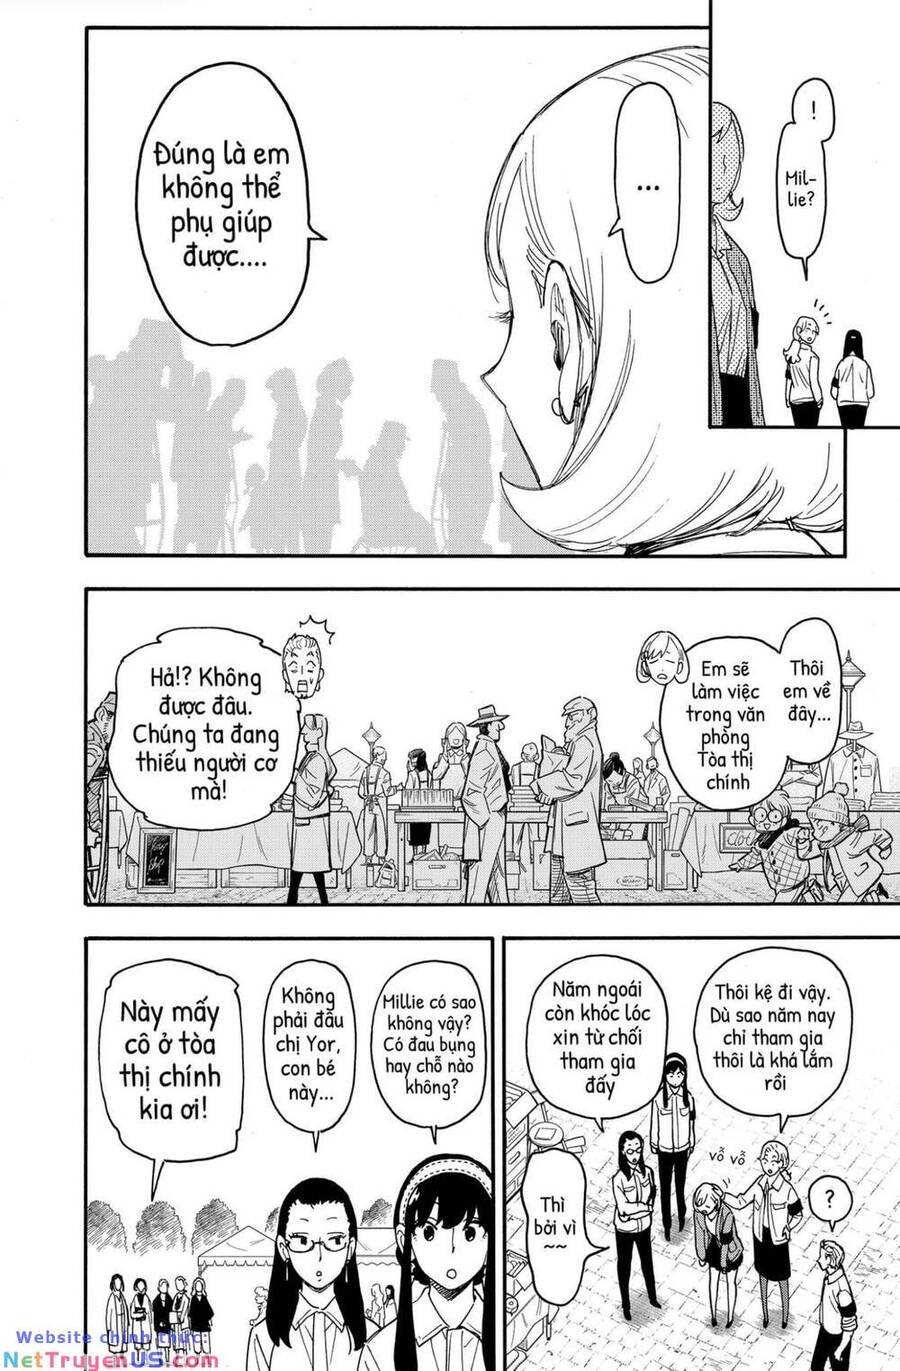 !
Mil-
lie?
...
Đúng là em
không thể
phụ giúp
được....
Thôi
em về
đây...
Em sẽ
làm việc
trong văn
phòng
Tòa thị
chính
Hả!? Không
được đâu.
Chúng ta đang
thiếu người cơ
mà!
Thôi kệ đi vậy.
Dù sao năm nay
chỉ tham gia
thôi là khá lắm
rồi
Năm ngoái
còn khóc lóc
xin từ chối
tham gia
đấy
vỗ vỗ
?
Thì
bởi vì
~~
Millie có sao
không vậy?
Có đau bụng
hay chỗ nào
không?
Không
phải đâu
chị Yor,
con bé
này...
Này mấy
cô ở tòa
thị chính
kia ơi!
Website chính thức:
NetTruyenUS.com